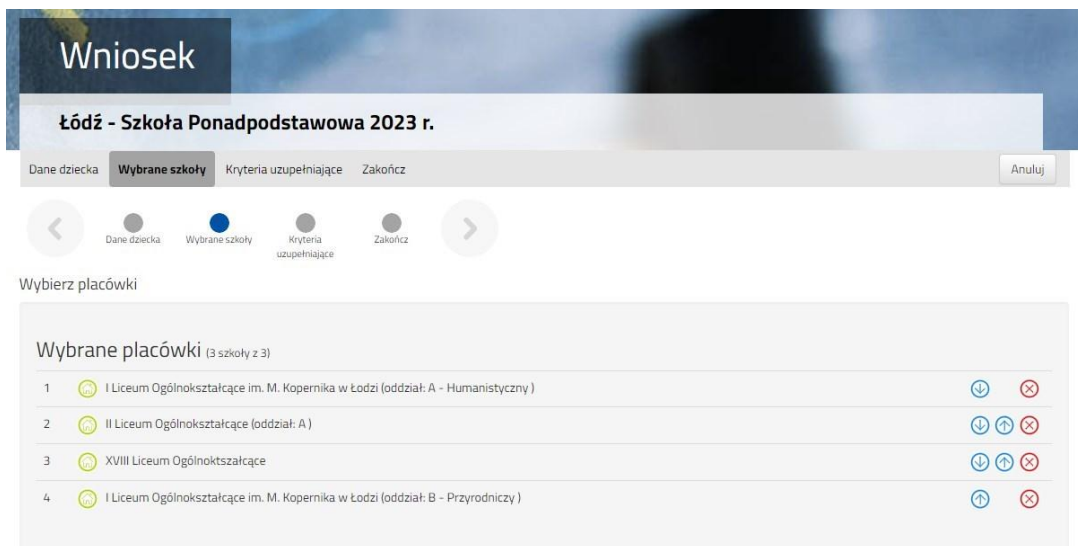 Wniosek
Łódź - Szkoła Ponadpodstawowa 2023 r.
Dane dziecka Wybrane szkoły Kryteria uzupełniające Zakończ Anuluj
Dane dziecka Wybrane szkoły Kryteria uzupełniające Zakończ
Wybierz placówki
Wybrane placówki (3 szkoły z 3)
1 I Liceum Ogólnokształcące im. M. Kopernika w Łodzi (oddział: A - Humanistyczny )
2 II Liceum Ogólnokształcące (oddział: A )
3 XVIII Liceum Ogólnoktszałcące
4 I Liceum Ogólnokształcące im. M. Kopernika w Łodzi (oddział: B - Przyrodniczy )